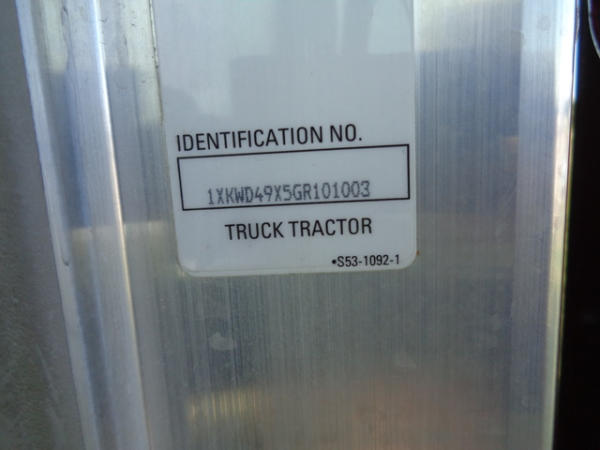 IDENTIFICATION NO.
1XKWD49X5GR101003
TRUCK TRACTOR
•S53-1092-1